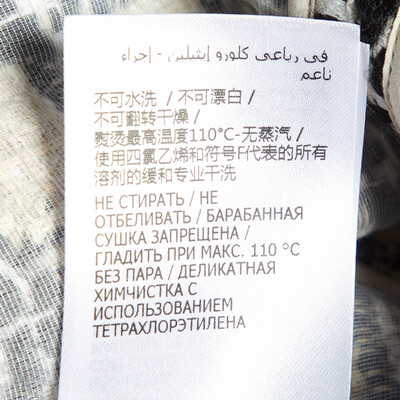 في رباعي كلورو إيثيلين - إجراء
ناعم
不可水洗 / 不可漂白 /
不可翻转干燥 /
熨烫最高温度110°C-无蒸汽 /
使用四氯乙烯和符号F代表的所有
溶剂的缓和专业干洗
НЕ СТИРАТЬ / НЕ
ОТБЕЛИВАТЬ / БАРАБАННАЯ
СУШКА ЗАПРЕЩЕНА /
ГЛАДИТЬ ПРИ МАКС. 110 °C
БЕЗ ПАРА / ДЕЛИКАТНАЯ
ХИМЧИСТКА С
ИСПОЛЬЗОВАНИЕМ
ТЕТРАХЛОРЭТИЛЕНА